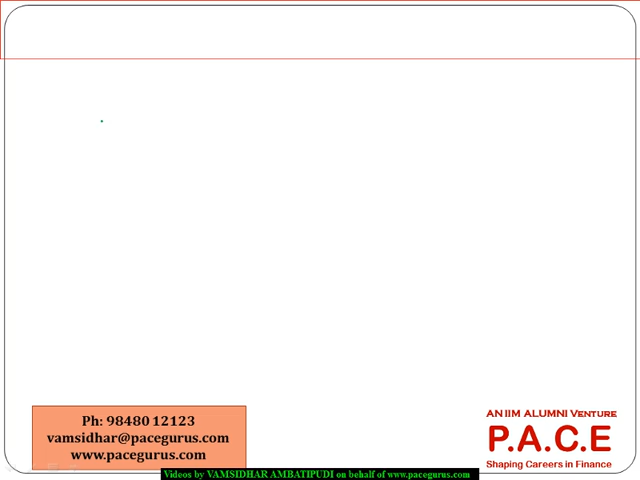 Ph: 98480 12123
vamsidhar@pacegurus.com
www.pacegurus.com
AN IIM ALUMNI VENTURE
P.A.C.E
Shaping Careers in Finance
Videos by VAMSIDHAR AMBATIPUDI on behalf of www.pacegurus.com